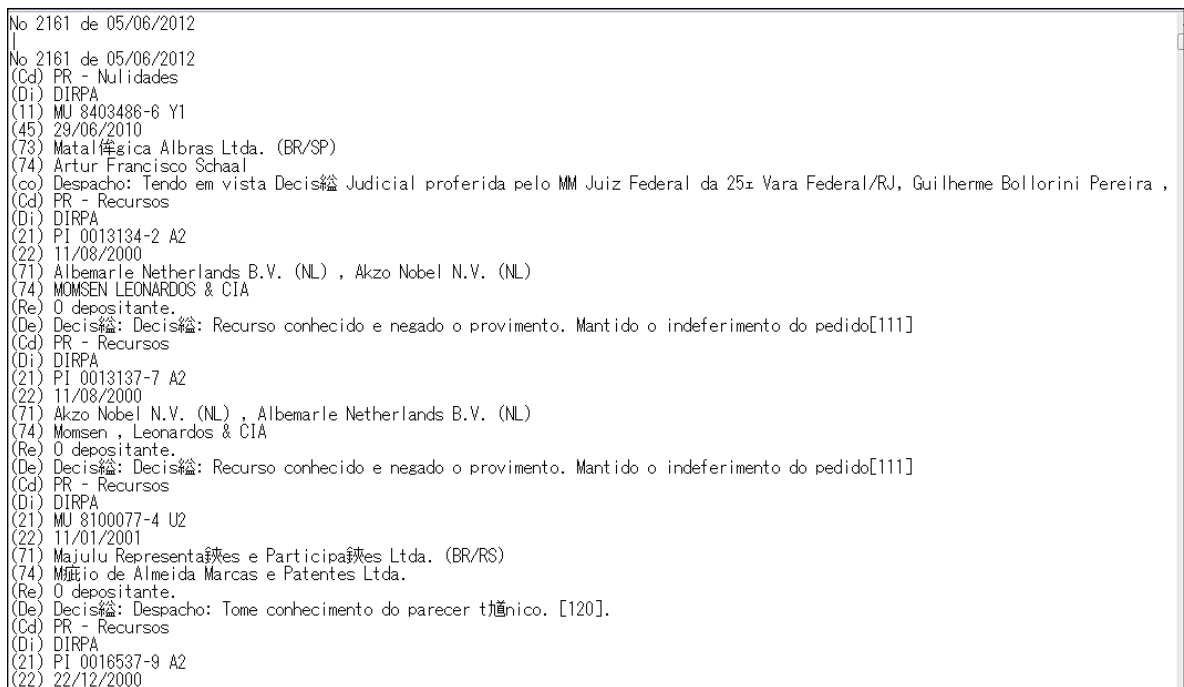 No 2161 de 05/06/2012
No 2161 de 05/06/2012
(Cd) PR - Nulidades
(Di) DIRPA
(11) MU 8403486-6 Y1
(45) 29/06/2010
(73) Matal侔gica Albras Ltda. (BR/SP)
(74) Artur Francisco Schaal
(co) Despacho: Tendo em vista Decis縊 Judicial proferida pelo MM Juiz Federal da 25ｪ Vara Federal/RJ, Guilherme Bollorini Pereira ,
(Cd) PR - Recursos
(Di) DIRPA
(21) PI 0013134-2 A2
(22) 11/08/2000
(71) Albemarle Netherlands B.V. (NL) , Akzo Nobel N.V. (NL)
(74) MOMSEN LEONARDOS & CIA
(Re) O depositante.
(De) Decis縊: Decis縊: Recurso conhecido e negado o provimento. Mantido o indeferimento do pedido[111]
(Cd) PR - Recursos
(Di) DIRPA
(21) PI 0013137-7 A2
(22) 11/08/2000
(71) Akzo Nobel N.V. (NL) , Albemarle Netherlands B.V. (NL)
(74) Momsen , Leonardos & CIA
(Re) O depositante.
(De) Decis縊: Decis縊: Recurso conhecido e negado o provimento. Mantido o indeferimento do pedido[111]
(Cd) PR - Recursos
(Di) DIRPA
(21) MU 8100077-4 U2
(22) 11/01/2001
(71) Majulu Representa鋏es e Participa鋏es Ltda. (BR/RS)
(74) M疵io de Almeida Marcas e Patentes Ltda.
(Re) O depositante.
(De) Decis縊: Despacho: Tome conhecimento do parecer t馗nico. [120].
(Cd) PR - Recursos
(Di) DIRPA
(21) PI 0016537-9 A2
(22) 22/12/2000